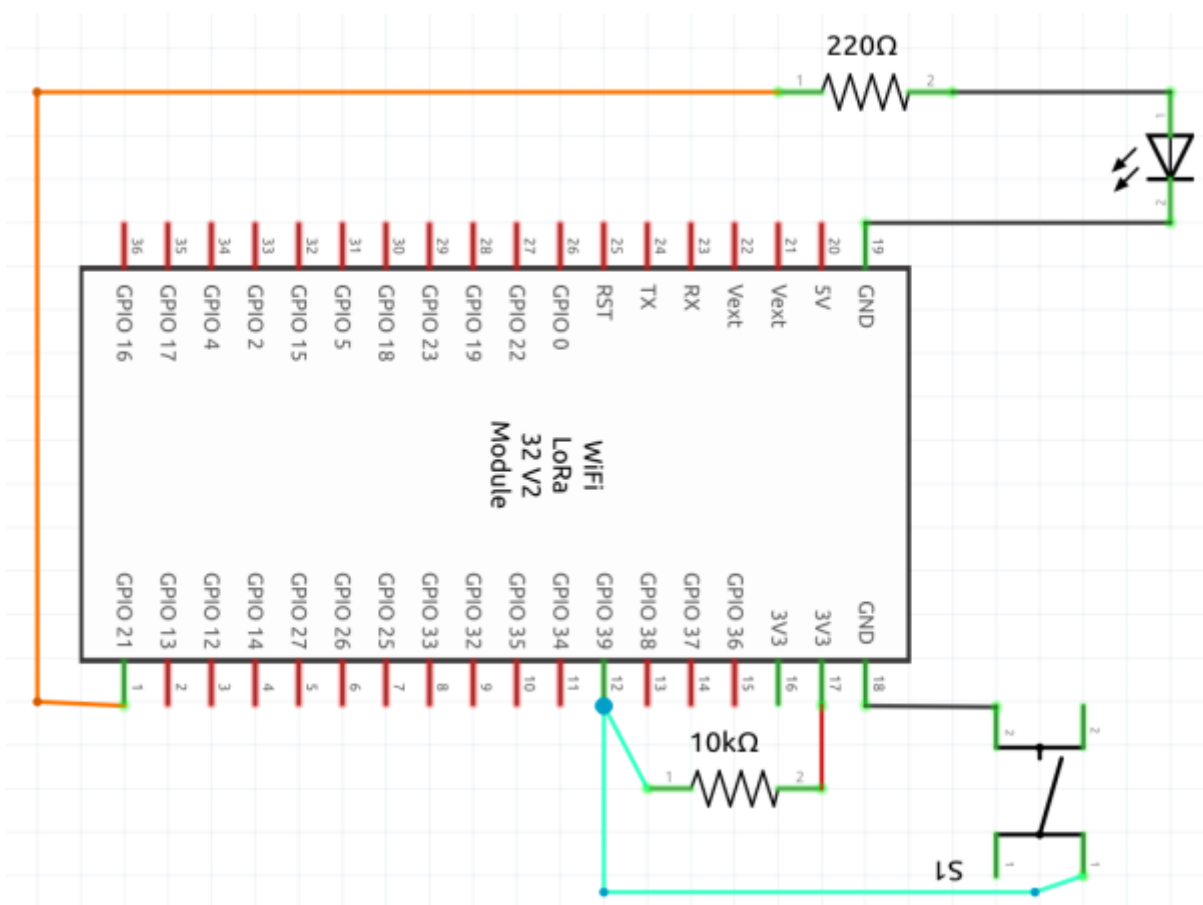 220Ω
1
2
1
2
36
35
34
33
32
31
30
29
28
27
26
25
24
23
22
21
20
19
GPIO 16
GPIO 17
GPIO 4
GPIO 2
GPIO 15
GPIO 5
GPIO 18
GPIO 23
GPIO 19
GPIO 22
GPIO 0
RST
TX
RX
Vext
Vext
5V
GND
WiFi
LoRa
32 V2
Module
GPIO 21
GPIO 13
GPIO 12
GPIO 14
GPIO 27
GPIO 26
GPIO 25
GPIO 33
GPIO 32
GPIO 35
GPIO 34
GPIO 39
GPIO 38
GPIO 37
GPIO 36
3V3
3V3
GND
1
2
3
4
5
6
7
8
9
10
11
12
13
14
15
16
17
18
10kΩ
1
2
2
2
S1
1
1